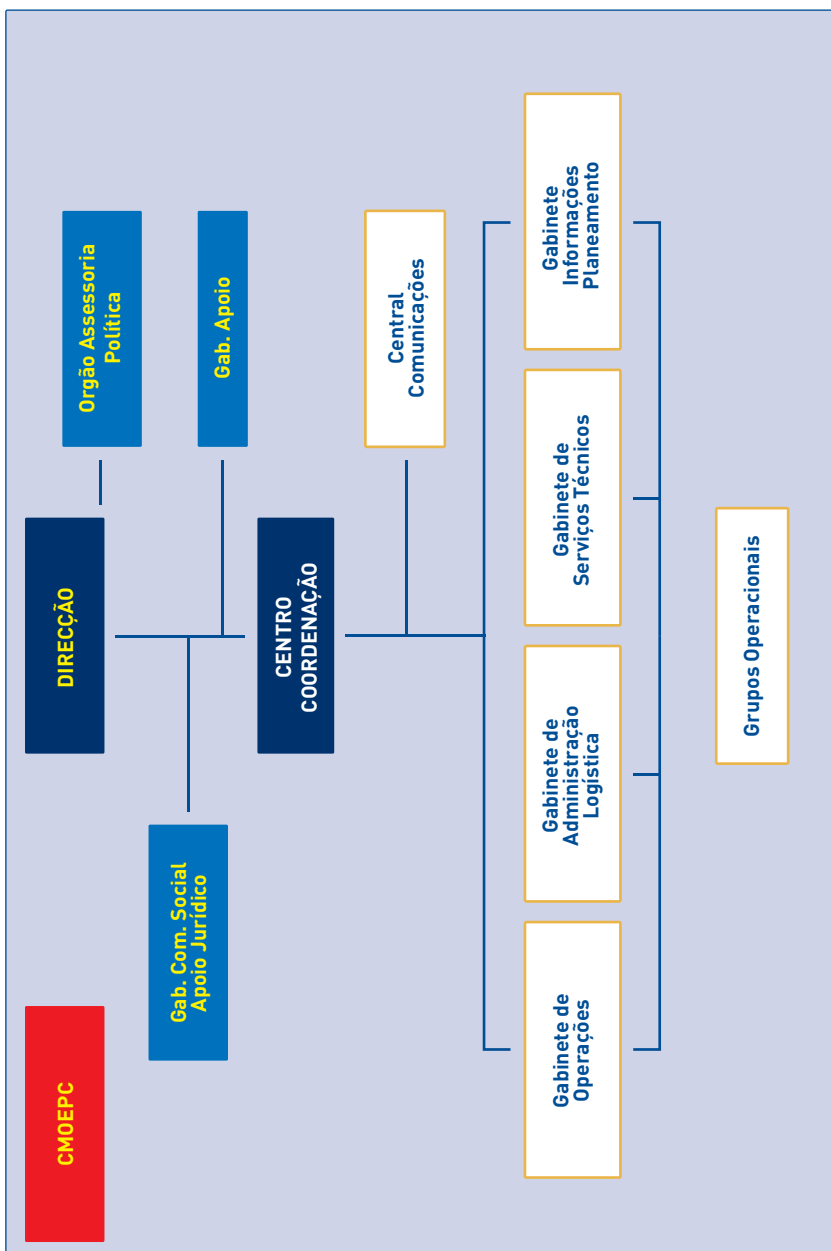 CMOEPC
DIRECÇÃO
Orgão Assessoria
Política
Gab. Com. Social
Apoio Jurídico
Gab. Apoio
CENTRO
COORDENAÇÃO
Central
Comunicações
Gabinete de
Operações
Gabinete de
Administração
Logística
Gabinete de
Serviços Técnicos
Gabinete
Informações
Planeamento
Grupos Operacionais